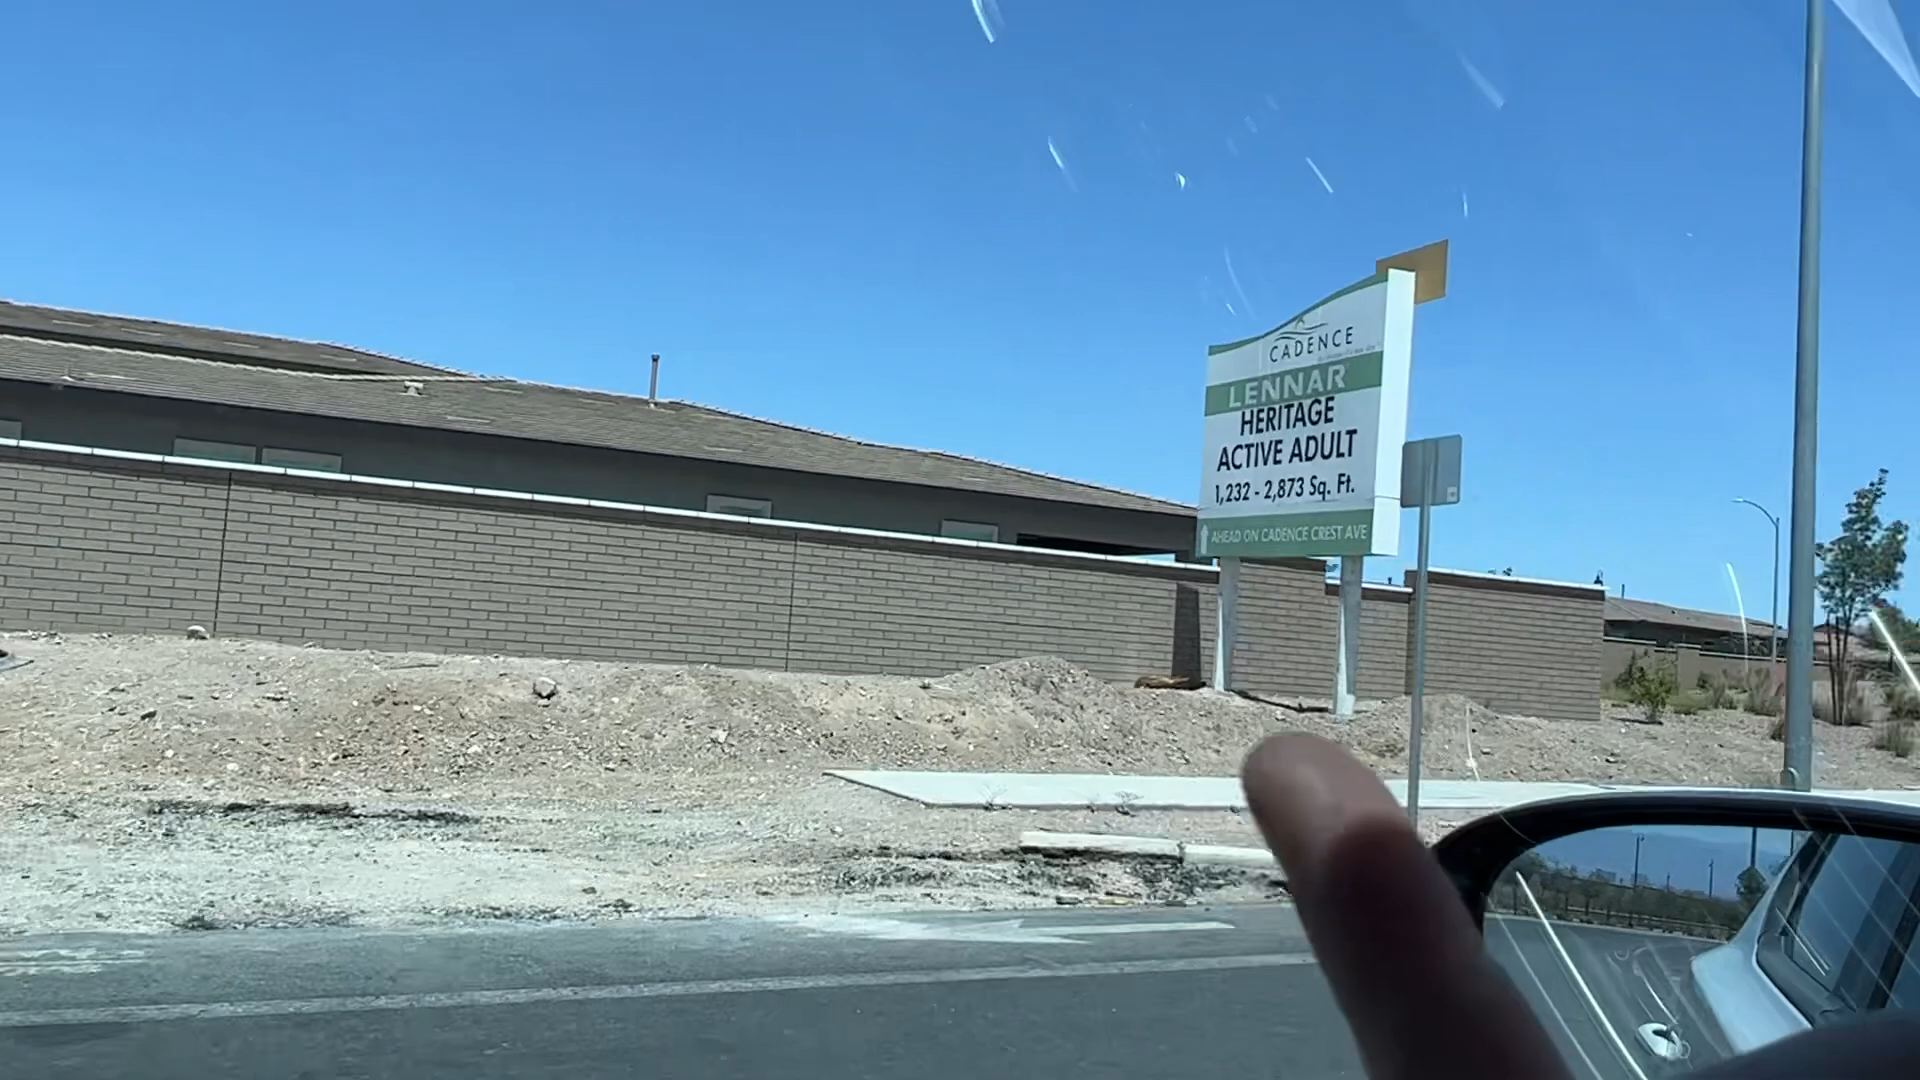 CADENCE
LENNAR
HERITAGE
ACTIVE ADULT
1,232 - 2,873 Sq. Ft.
AHEAD ON CADENCE CREST AVE